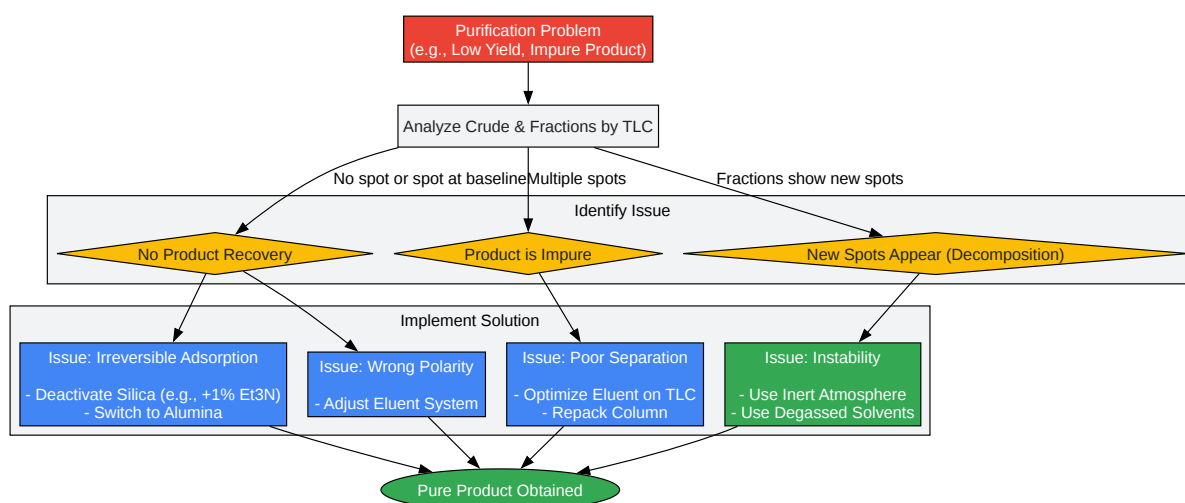 Purification Problem
(e.g., Low Yield, Impure Product)
Analyze Crude & Fractions by TLC
No spot or spot at baseline
Multiple spots
Fractions show new spots
Identify Issue
No Product Recovery
Product is Impure
New Spots Appear (Decomposition)
Implement Solution
Issue: Irreversible Adsorption
- Deactivate Silica (e.g., +1% Et3N)
- Switch to Alumina
Issue: Wrong Polarity
- Adjust Eluent System
Issue: Poor Separation
- Optimize Eluent on TLC
- Repack Column
Issue: Instability
- Use Inert Atmosphere
- Use Degassed Solvents
Pure Product Obtained